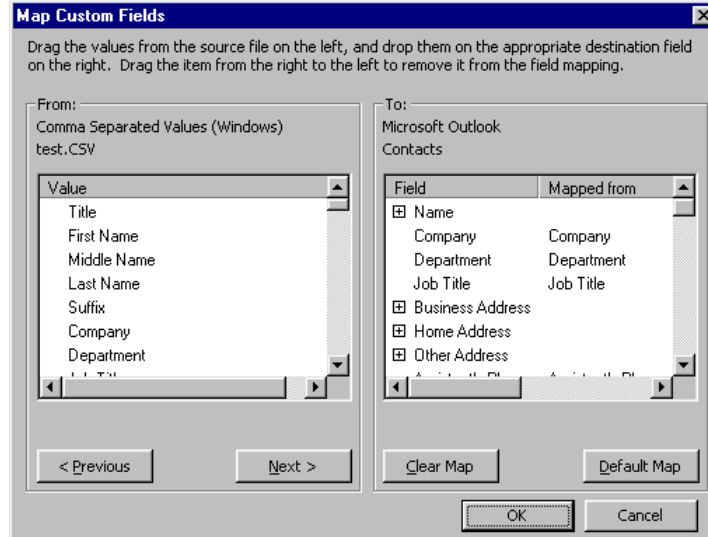 Map Custom Fields
Drag the values from the source file on the left, and drop them on the appropriate destination field
on the right. Drag the item from the right to the left to remove it from the field mapping.
From:
Comma Separated Values (Windows)
test.CSV
Value
Title
First Name
Middle Name
Last Name
Suffix
Company
Department
< Previous
Next >
To:
Microsoft Outlook
Contacts
Field Mapped from
Name
Company Company
Department Department
Job Title Job Title
Business Address
Home Address
Other Address
Clear Map
Default Map
OK
Cancel